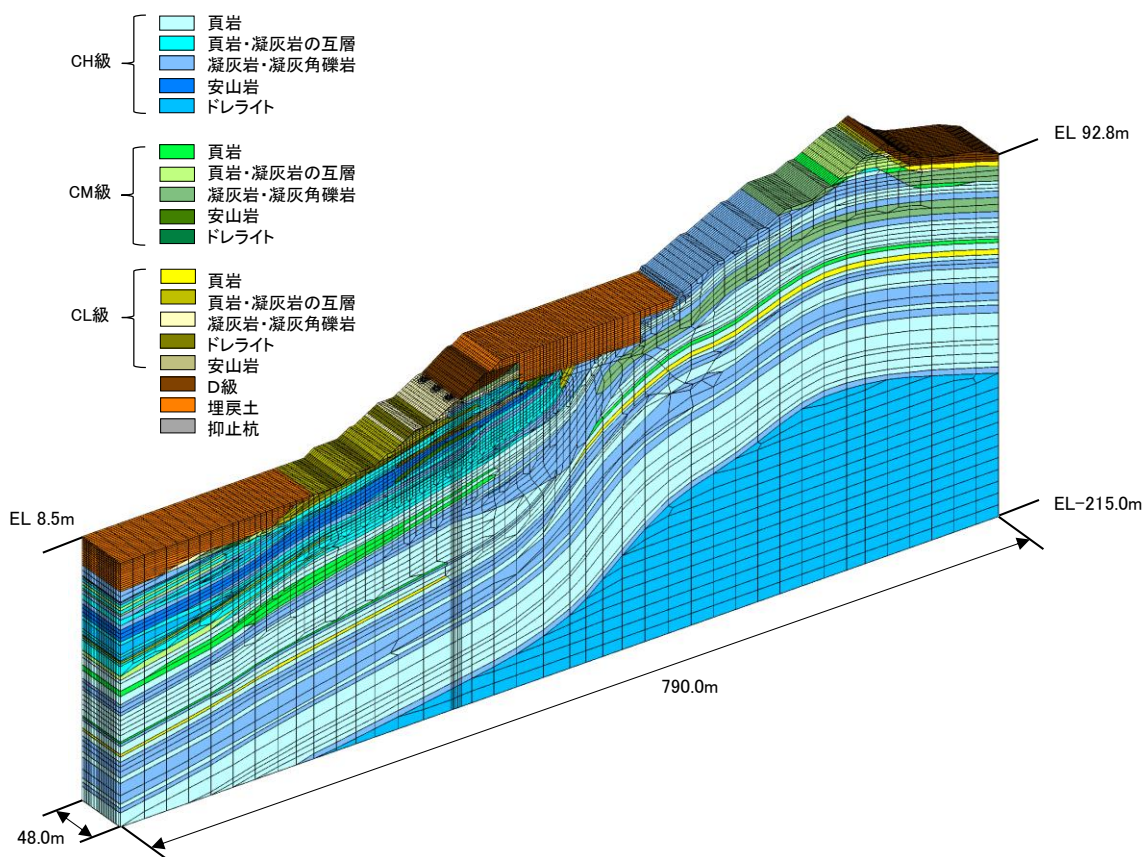 CH級
頁岩
頁岩・凝灰岩の互層
凝灰岩・凝灰角礫岩
安山岩
ドレライト
CM級
頁岩
頁岩・凝灰岩の互層
凝灰岩・凝灰角礫岩
安山岩
ドレライト
CL級
頁岩
頁岩・凝灰岩の互層
凝灰岩・凝灰角礫岩
ドレライト
安山岩
D級
埋戻土
抑止杭
EL 92.8m
EL 8.5m
EL-215.0m
790.0m
48.0m